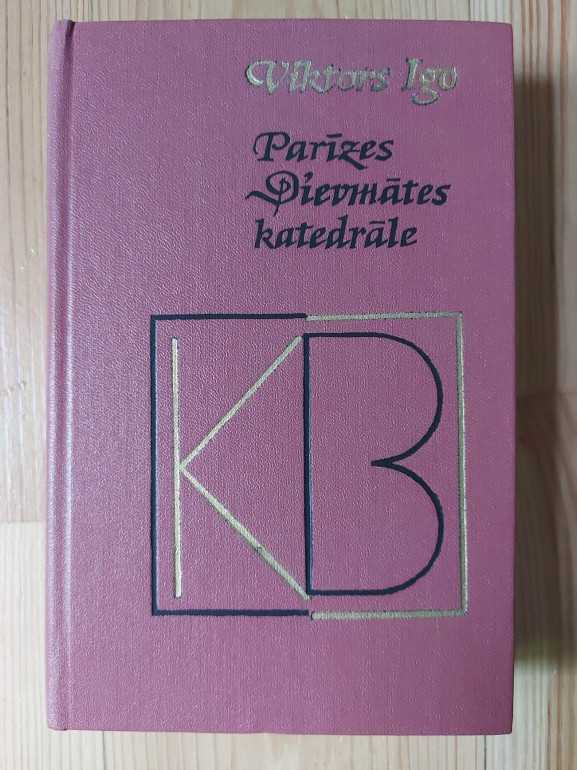 Viktors Igo
Parīzes
Dievmātes
katedrāle
KB